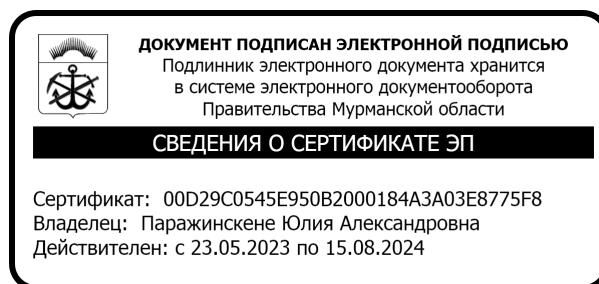 ДОКУМЕНТ ПОДПИСАН ЭЛЕКТРОННОЙ ПОДПИСЬЮ
Подлинник электронного документа хранится
в системе электронного документооборота
Правительства Мурманской области
СВЕДЕНИЯ О СЕРТИФИКАТЕ ЭП
Сертификат: 00D29C0545E950B2000184A3A03E8775F8
Владелец: Паражинскене Юлия Александровна
Действителен: с 23.05.2023 по 15.08.2024